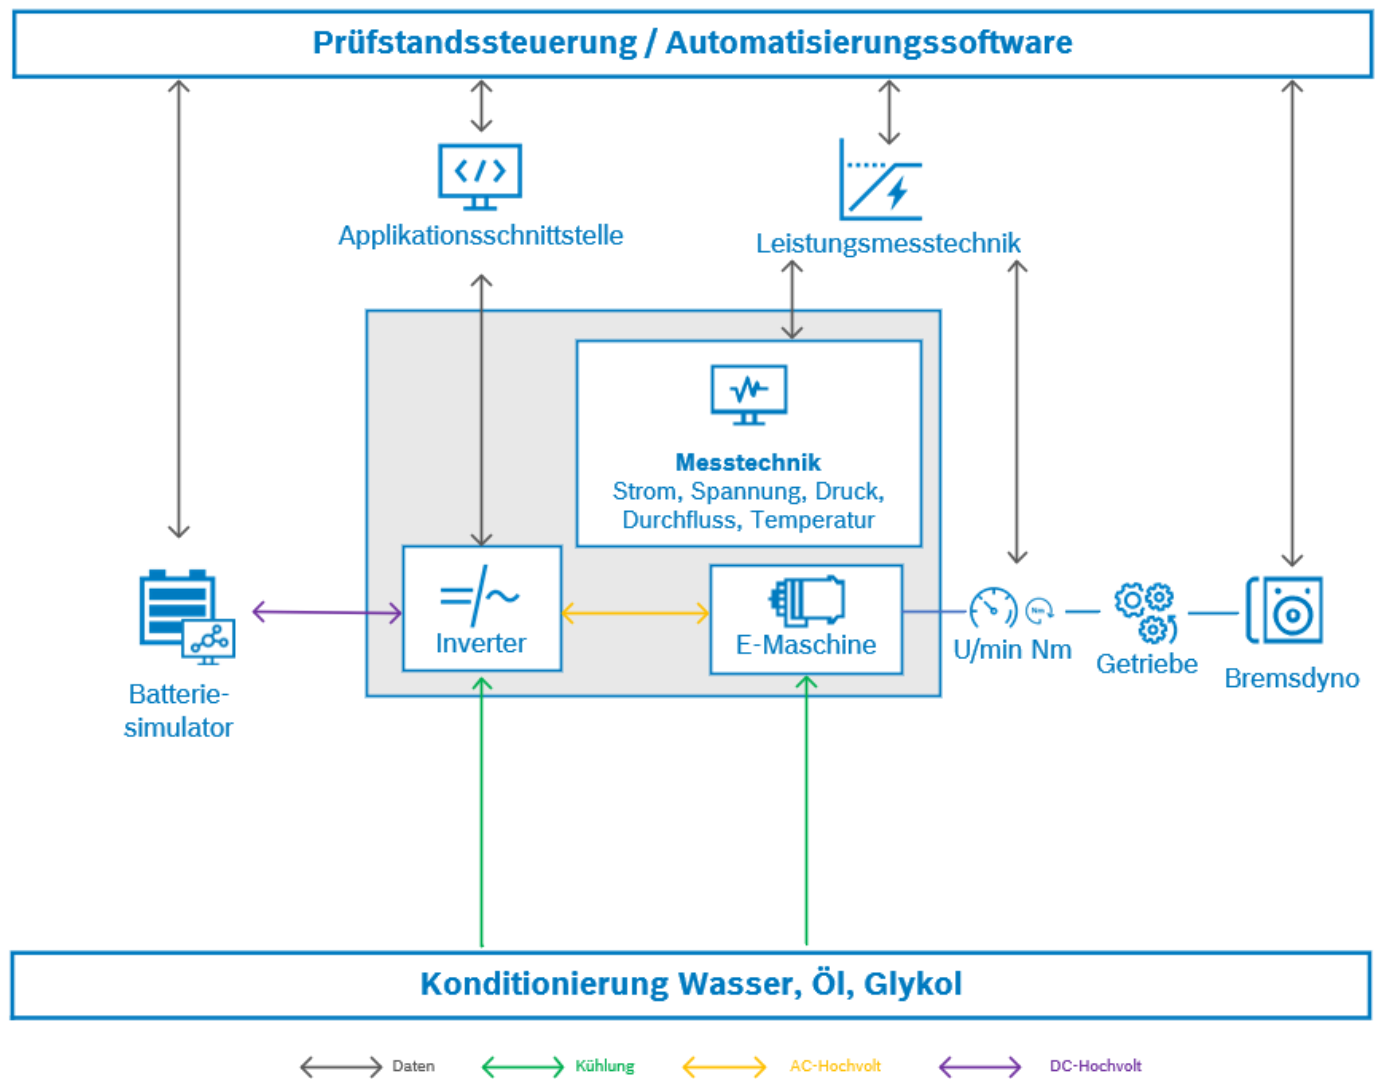 Prüfstandssteuerung / Automatisierungssoftware
</>
Applikationsschnittstelle
Leistungsmesstechnik
Messtechnik
Strom, Spannung, Druck,
Durchfluss, Temperatur
Inverter
E-Maschine
Nm
U/min Nm
Getriebe
Bremsdyno
Batterie-
simulator
Konditionierung Wasser, Öl, Glykol
Daten
Kühlung
AC-Hochvolt
DC-Hochvolt